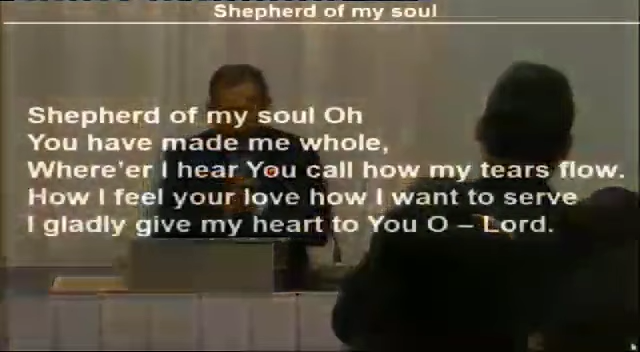 Shepherd of my soul
Shepherd of my soul Oh
You have made me whole,
Where'er I hear You call how my tears flow.
How I feel your love how I want to serve
I gladly give my heart to You O – Lord.